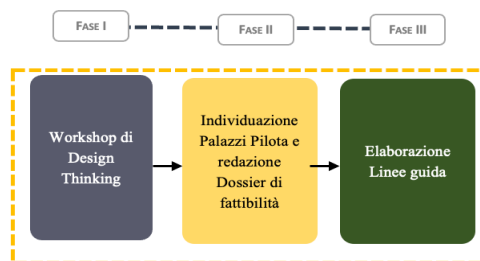 FASE I
FASE II
FASE III
Workshop di
Design
Thinking
Individuazione
Palazzi Pilota e
redazione
Dossier di
fattibilità
Elaborazione
Linee guida